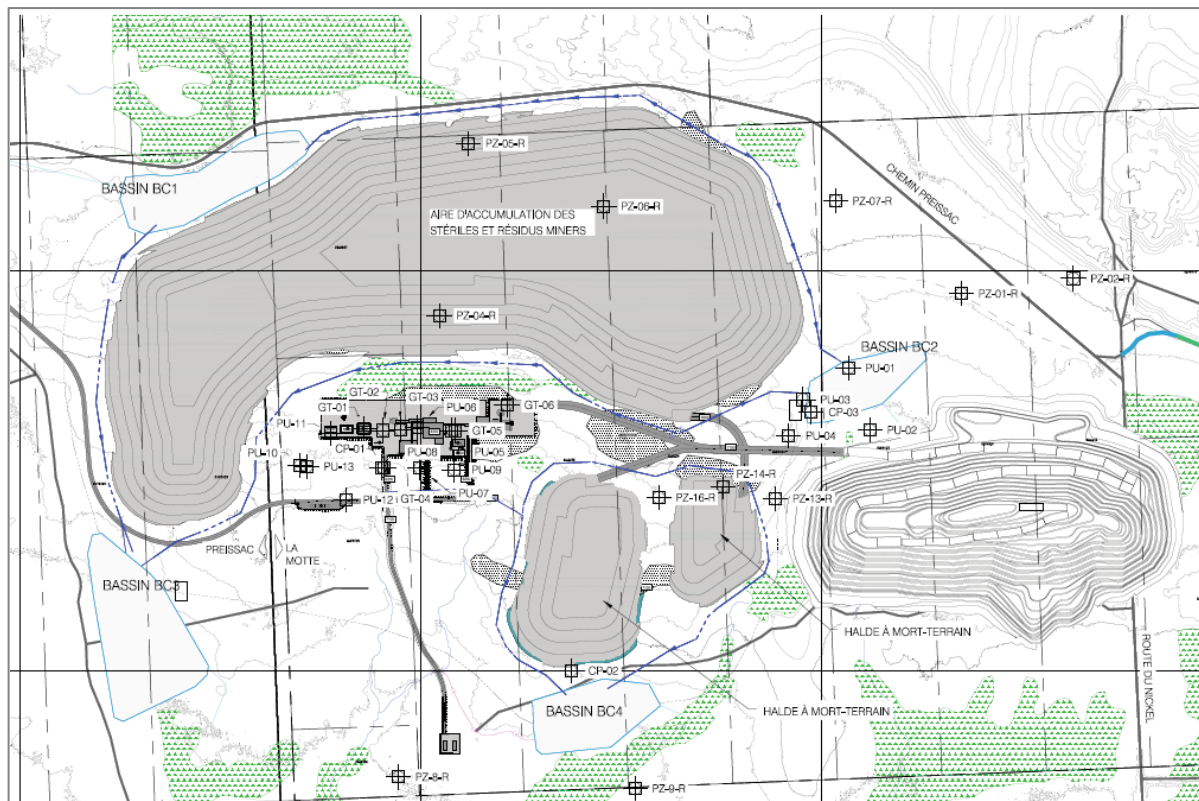 PZ-05-R
BASSIN BC1
CHEMIN PREISSAC
PZ-07-R
PZ-06-R
AIRE D'ACCUMULATION DES
STÉRILES ET RÉSIDUS MINIERS
PZ-02-R
PZ-01-R
PZ-04-R
BASSIN BC2
PU-01
GT-02
GT-03
GT-01
PU-06
GT-06
PU-03
CP-03
PU-11
GT-05
PU-04
PU-02
CP-01
PU-10
PU-13
PU-08
PU-05
PU-09
PZ-14-R
PU-07
PU-12
GT-04
PZ-16-R
PZ-13-R
PREISSAC
LA
MOTTE
BASSIN BC3
HALDE À MORT-TERRAIN
ROUTE DU NICKEL
CP-02
BASSIN BC4
HALDE À MORT-TERRAIN
PZ-8-R
PZ-9-R